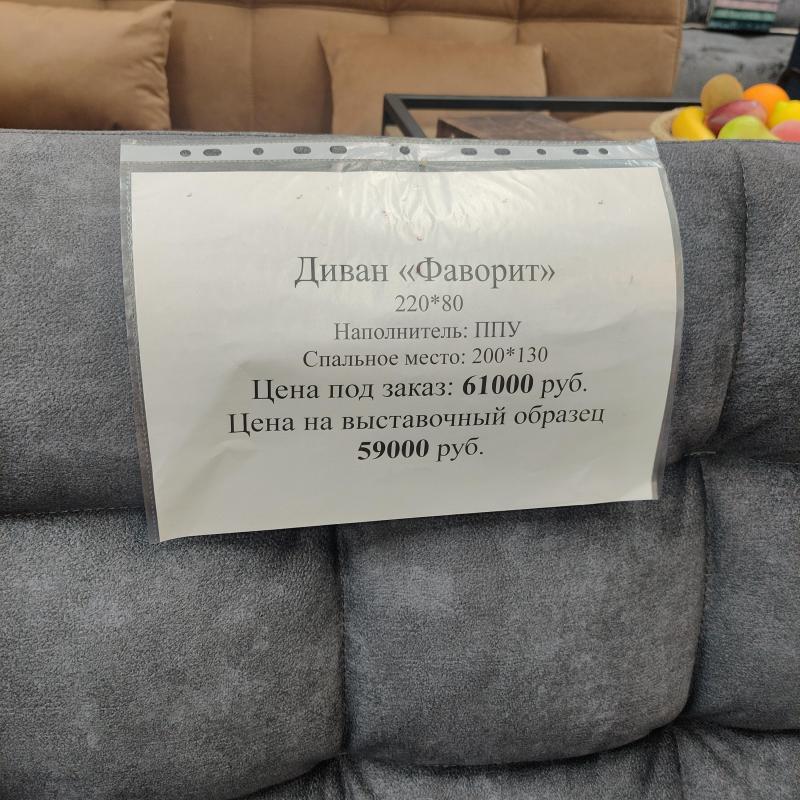 Диван «Фаворит»
220*80
Наполнитель: ППУ
Спальное место: 200*130
Цена под заказ: 61000 руб.
Цена на выставочный образец
59000 руб.